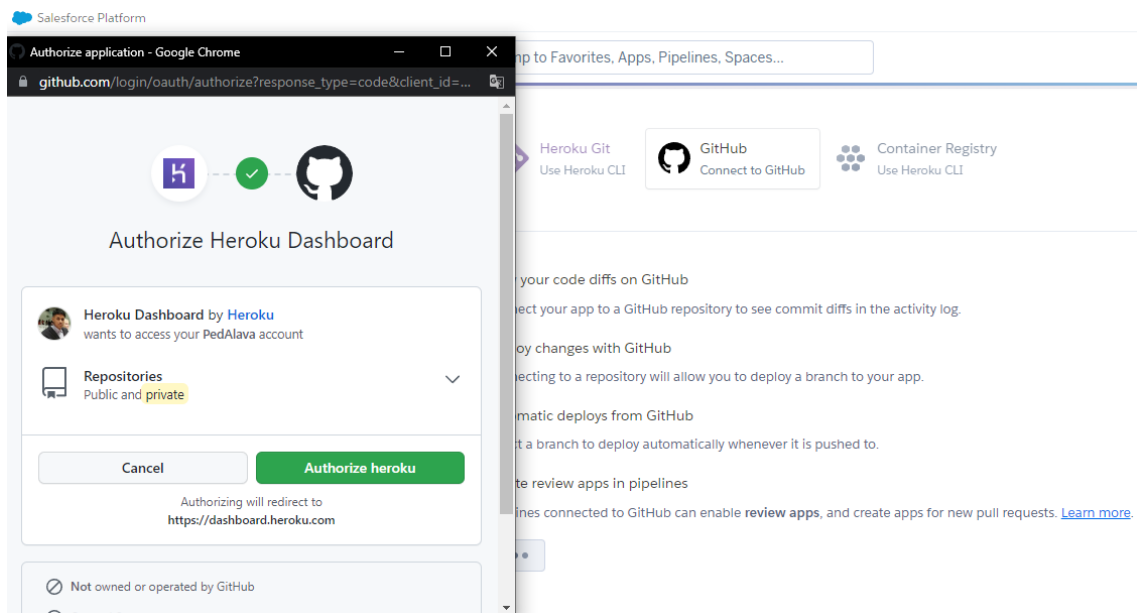 Salesforce Platform
Authorize application - Google Chrome
github.com/login/oauth/authorize?response_type=code&client_id=...
to Favorites, Apps, Pipelines, Spaces...
Heroku Git
Use Heroku CLI
GitHub
Connect to GitHub
Container Registry
Use Heroku CLI
Authorize Heroku Dashboard
Heroku Dashboard by Heroku
wants to access your PedAlava account
Repositories
Public and private
Cancel
Authorize heroku
Authorizing will redirect to
https://dashboard.heroku.com
Not owned or operated by GitHub
your code diffs on GitHub
your app to a GitHub repository to see commit diffs in the activity log.
changes with GitHub
to a repository will allow you to deploy a branch to your app.
deploys from GitHub
a branch to deploy automatically whenever it is pushed to.
review apps in pipelines
connected to GitHub can enable review apps, and create apps for new pull requests. Learn more.